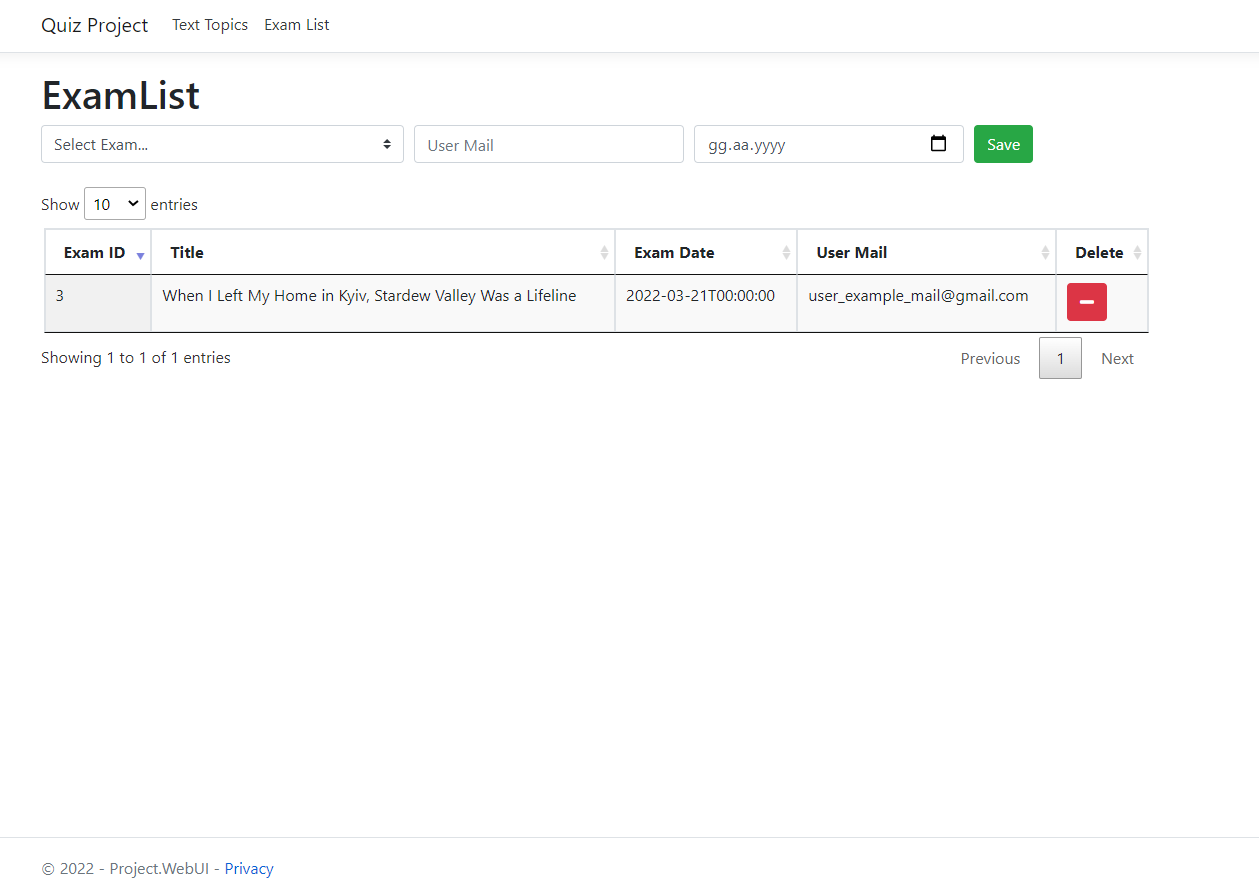 Quiz Project Text Topics Exam List
ExamList
Select Exam... User Mail gg.aa.yyyy Save
Show 10 entries
Exam ID Title Exam Date User Mail Delete
3 When I Left My Home in Kyiv, Stardew Valley Was a Lifeline 2022-03-21T00:00:00 user_example_mail@gmail.com
Showing 1 to 1 of 1 entries Previous 1 Next
© 2022 - Project.WebUI - Privacy